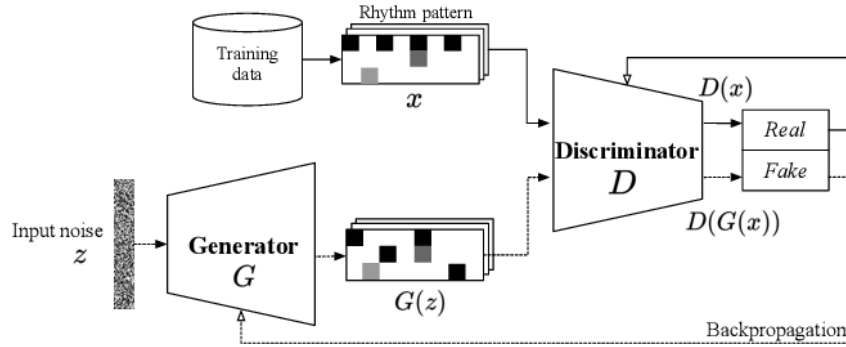 Rhythm pattern
Training
data
x
D(x)
Real
Discriminator
D
Fake
D(G(x))
Input noise
z
Generator
G
G(z)
Backpropagation